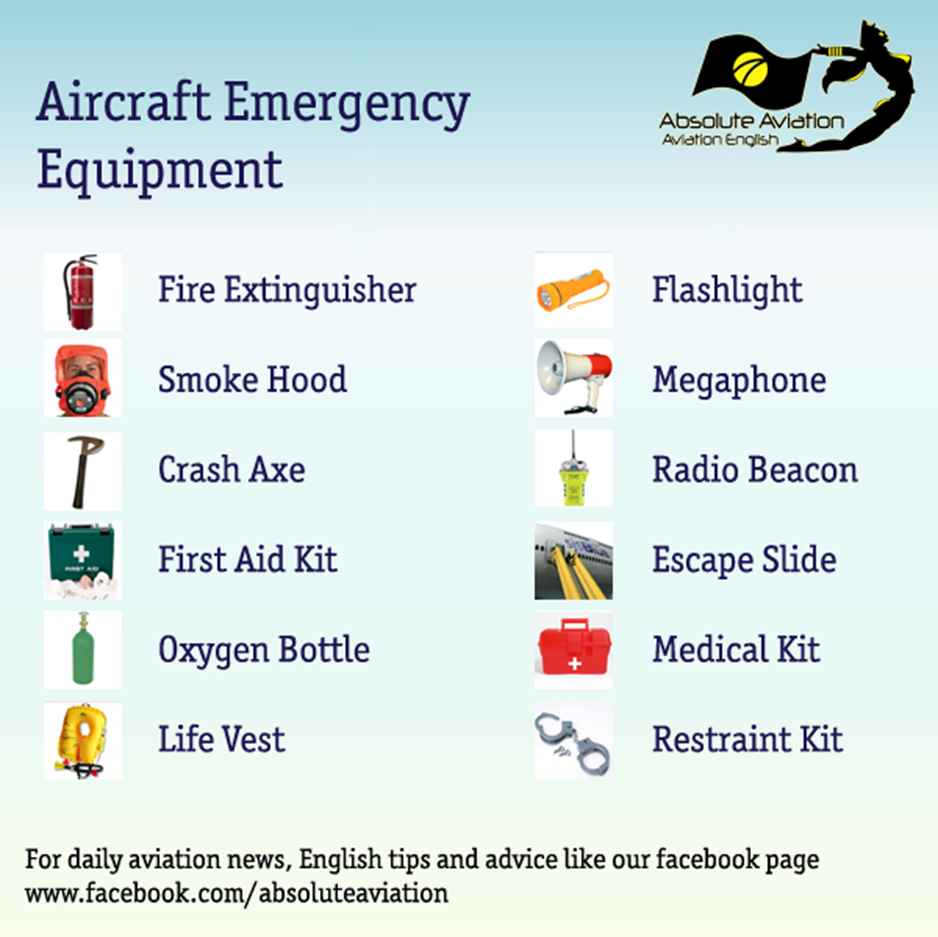 Aircraft Emergency
Equipment
Absolute Aviation
Aviation English
Fire Extinguisher
Smoke Hood
Crash Axe
First Aid Kit
FIRST AID
Oxygen Bottle
Life Vest
Flashlight
Megaphone
Radio Beacon
Escape Slide
Medical Kit
Restraint Kit
For daily aviation news, English tips and advice like our facebook page
www.facebook.com/absoluteaviation